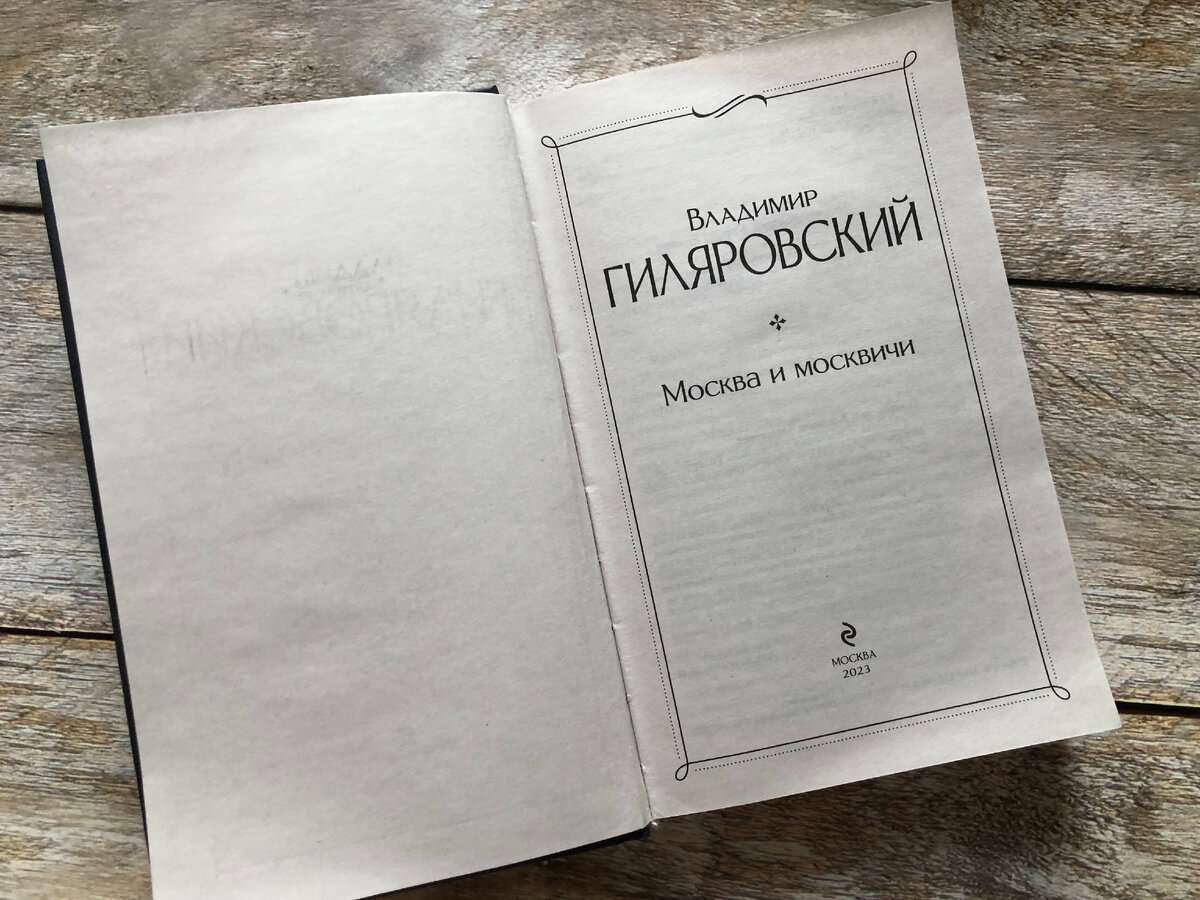 Владимир
ГИЛЯРОВСКИЙ
Москва и москвичи
МОСКВА
2023